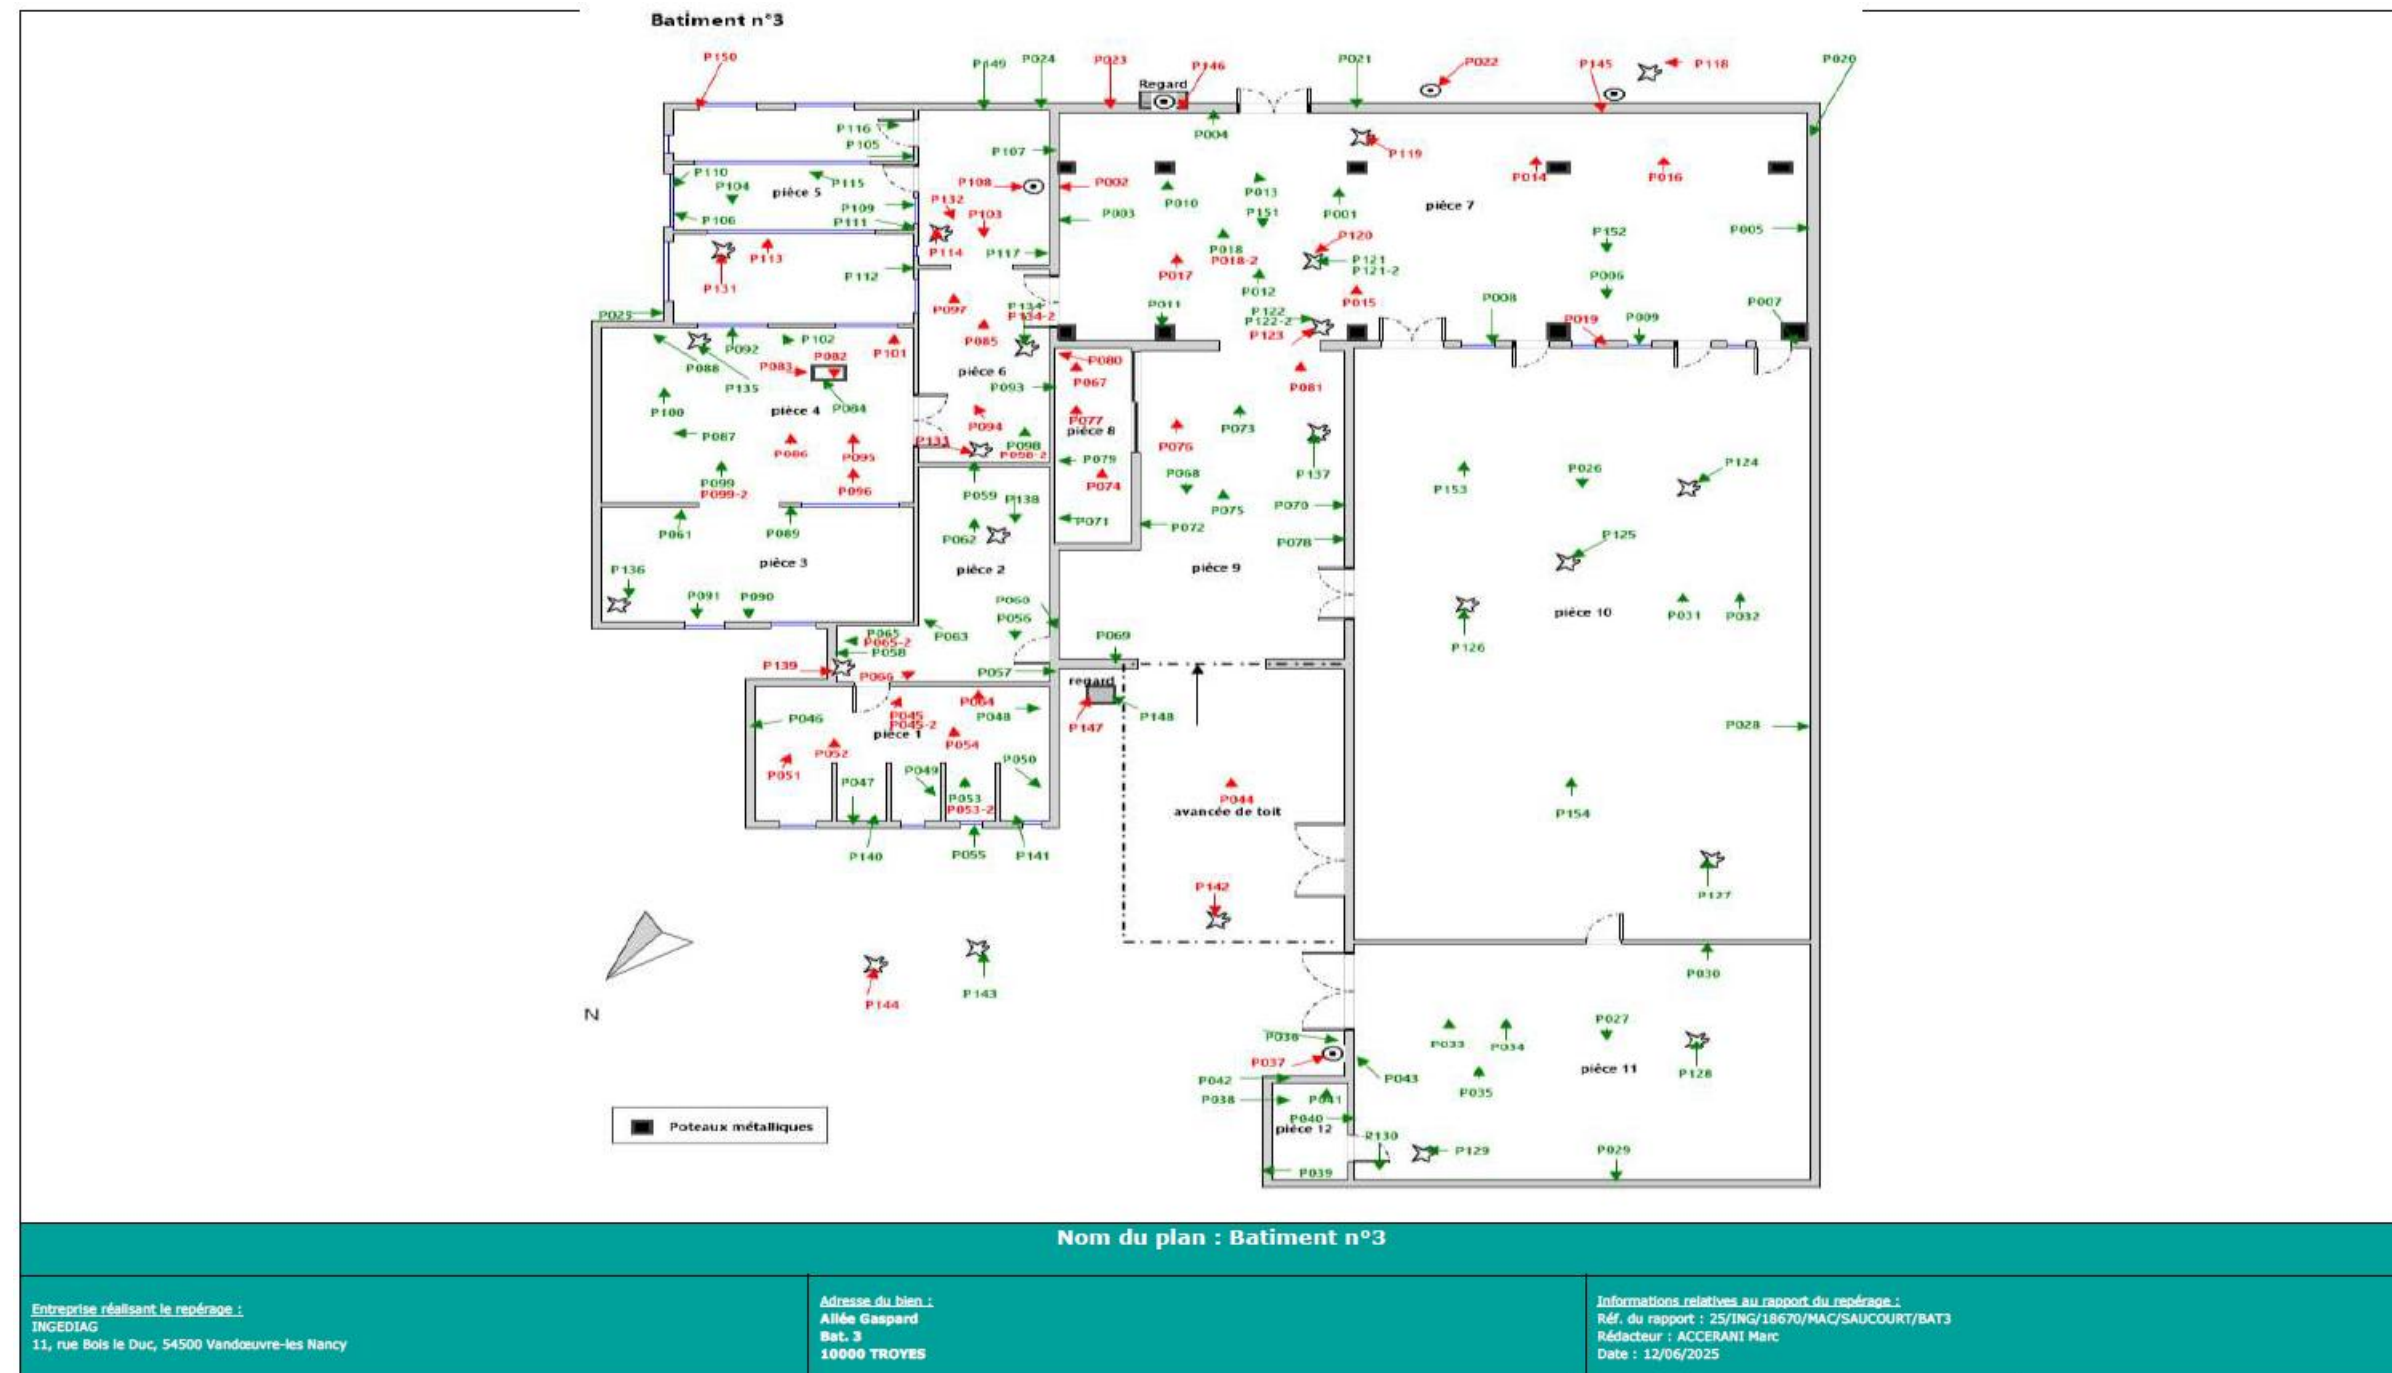 Batiment n°3
P150
P149
P024
P023
P146
P021
P022
P145
P118
P020
Regard
P116
P105
P004
P107
P119
P110
P104
P115
pièce 5
P108
P002
P010
P013
P014
P016
P106
P109
P111
P132
P103
P003
P151
P001
pièce 7
P114
P117
P018
P018-2
P120
P152
P005
P113
P112
P017
P121
P121-2
P131
P097
P012
P006
P025
P134
P134-2
P011
P015
P008
P007
P122
P122-2
P123
P019
P009
P092
P102
P101
P085
P088
P082
P083
P080
P135
pièce 6
P067
P081
P093
P100
pièce 4
P084
P094
P077
pièce 8
P076
P073
P087
P086
P095
P133
P098
P098-2
P079
P137
P124
P099
P099-2
P096
P074
P068
P153
P026
P059
P138
P075
P070
P061
P089
P062
P071
P072
P078
P125
pièce 3
pièce 2
pièce 9
P136
P091
P090
P060
P056
P031
P032
pièce 10
P065
P065-2
P058
P063
P069
P126
P139
P066
P057
regard
P064
P046
P045
P045-2
P048
P147
P148
P028
pièce 1
P052
P054
P051
P047
P049
P050
P053
P053-2
P044
avancée de toit
P154
P140
P055
P141
P142
P127
P144
P143
P030
N
P036
P037
P033
P034
P027
P035
pièce 11
P128
P042
P043
P038
P041
P040
pièce 12
P130
P129
P029
P039
Poteaux métalliques
Nom du plan : Batiment n°3
Entreprise réalisant le repérage :
INGEDIAG
11, rue Bois le Duc, 54500 Vandœuvre-les Nancy
Adresse du bien :
Allée Gaspard
Bat. 3
10000 TROYES
Informations relatives au rapport du repérage :
Réf. du rapport : 25/ING/18670/MAC/SAUCOURT/BAT3
Rédacteur : ACCERANI Marc
Date : 12/06/2025